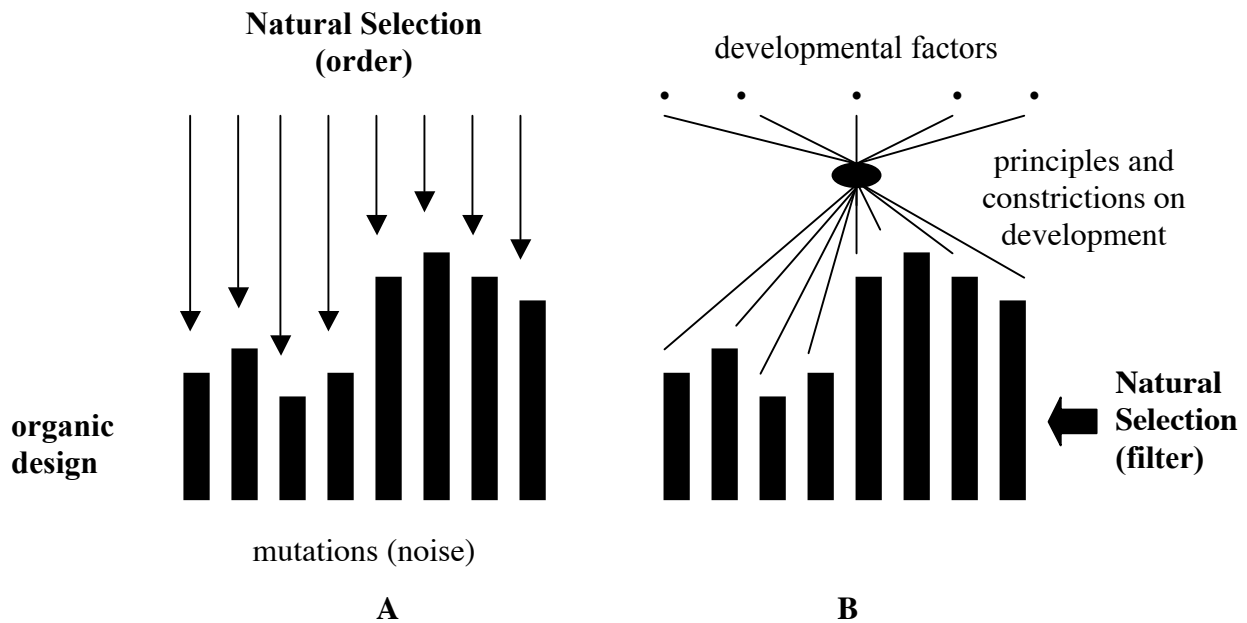 Natural Selection
(order)
organic
design
mutations (noise)
A
developmental factors
principles and
constrictions on
development
Natural
Selection
(filter)
B